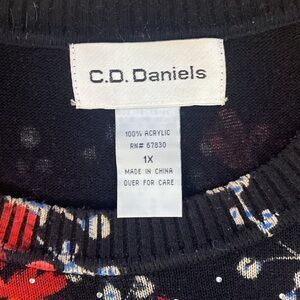 C.D. Daniels
100% ACRYLIC
RN# 67830
1X
MADE IN CHINA
OVER FOR CARE